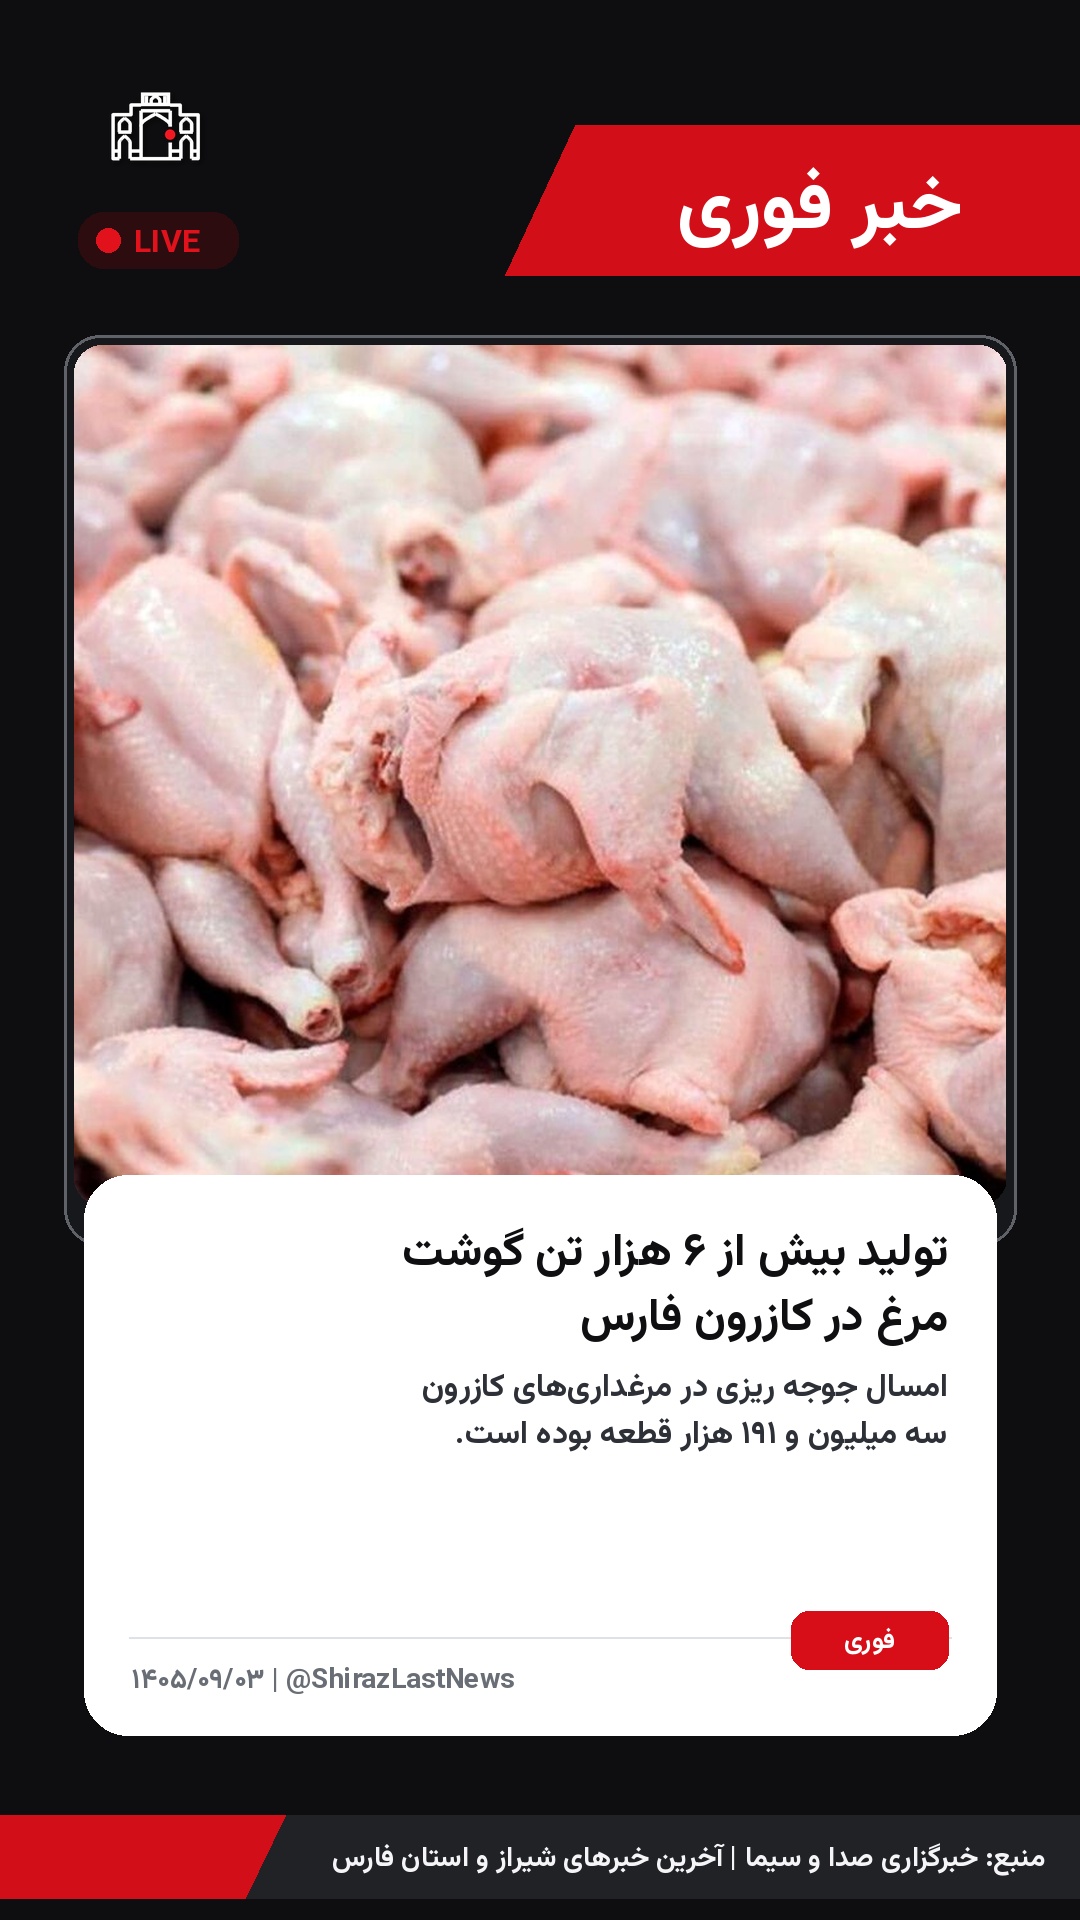 خبر فوری
LIVE
تولید بیش از ۶ هزار تن گوشت
مرغ در کازرون فارس
امسال جوجه ریزی در مرغداری‌های کازرون
سه میلیون و ۱۹۱ هزار قطعه بوده است.
فوری
۱۴۰۵/۰۹/۰۳ | @ShirazLastNews
منبع: خبرگزاری صدا و سیما | آخرین خبرهای شیراز و استان فارس